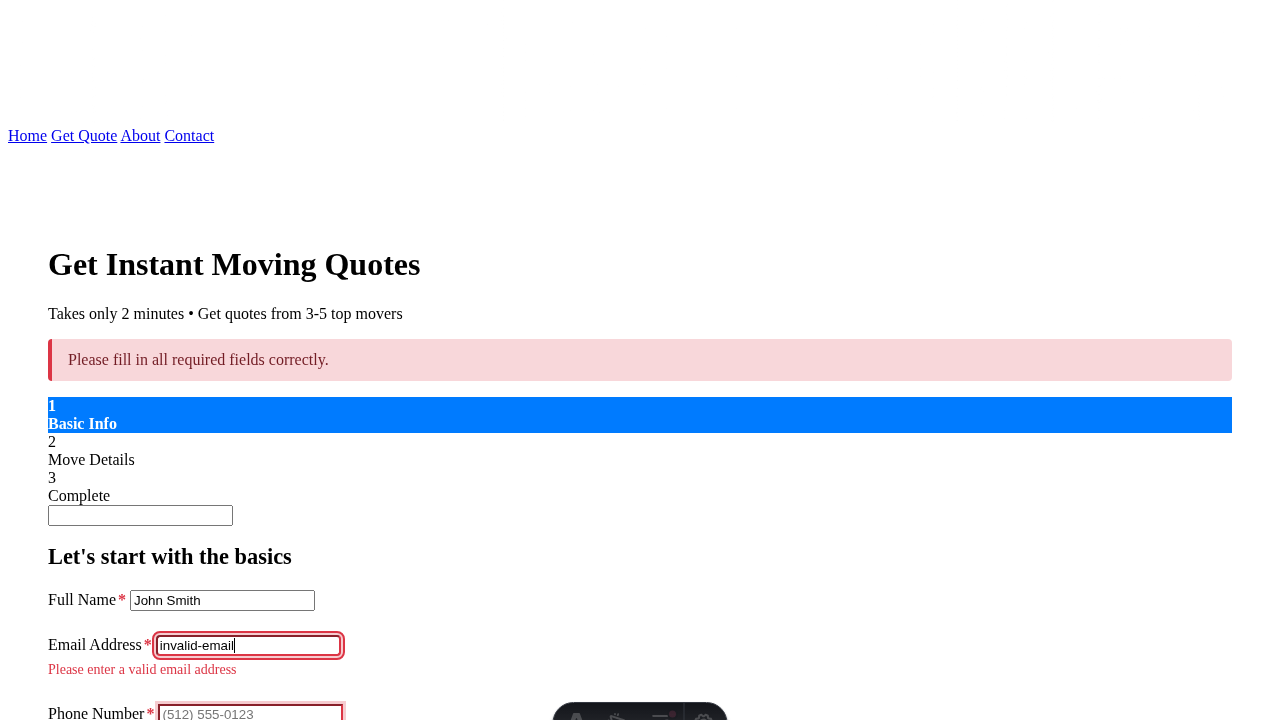 Home Get Quote About Contact
Get Instant Moving Quotes
Takes only 2 minutes • Get quotes from 3-5 top movers
Please fill in all required fields correctly.
1
Basic Info
2
Move Details
3
Complete
Let's start with the basics
Full Name* John Smith
Email Address* invalid-email
Please enter a valid email address
Phone Number* (512) 555-0123